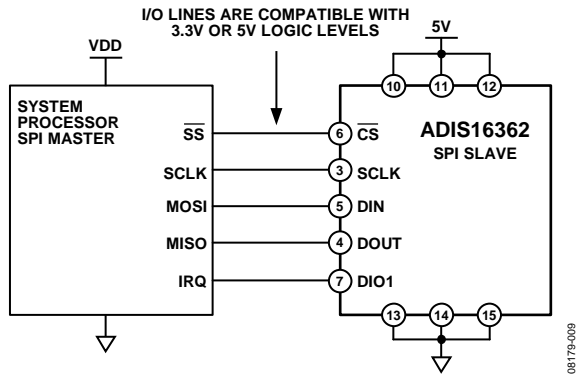 I/O LINES ARE COMPATIBLE WITH
3.3V OR 5V LOGIC LEVELS
VDD
5V
10 11 12
SYSTEM
PROCESSOR
SPI MASTER
ADIS16362
SPI SLAVE
SS 6 CS
SCLK 3 SCLK
MOSI 5 DIN
MISO 4 DOUT
IRQ 7 DIO1
13 14 15
08179-009